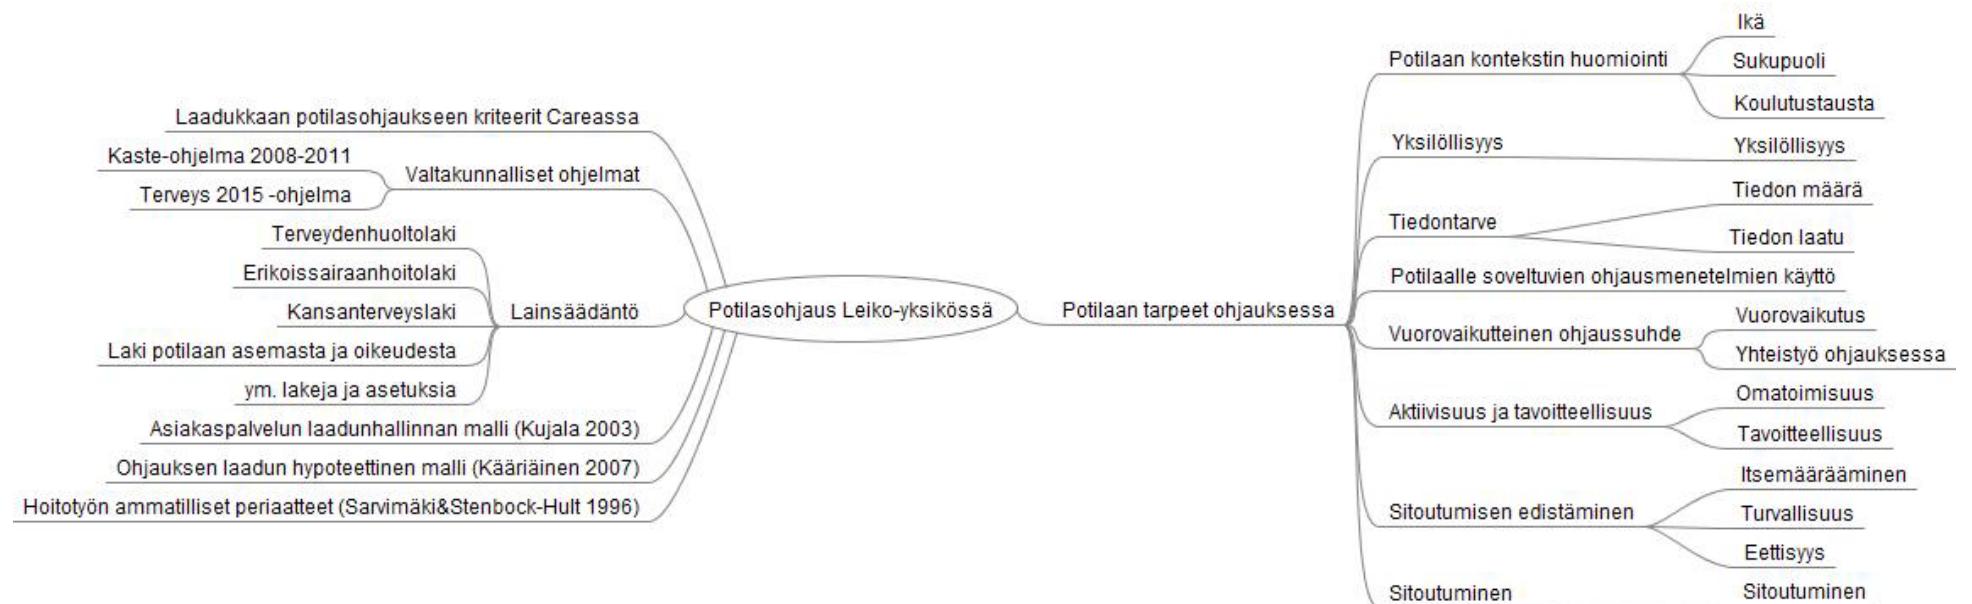 Laadukkaan potilasohjaukseen kriteerit Careassa
Kaste-ohjelma 2008-2011
Terveys 2015 -ohjelma
Valtakunnalliset ohjelmat
Terveydenhuoltolaki
Erikoissairaanhoitolaki
Kansanterveyslaki
Laki potilaan asemasta ja oikeudesta
ym. lakeja ja asetuksia
Lainsäädäntö
Asiakaspalvelun laadunhallinnan malli (Kujala 2003)
Ohjauksen laadun hypoteettinen malli (Kääriäinen 2007)
Hoitotyön ammatilliset periaatteet (Sarvimäki&Stenbock-Hult 1996)
Potilasohjaus Leiko-yksikössä
Potilaan tarpeet ohjauksessa
Potilaan kontekstin huomiointi
Ikä
Sukupuoli
Koulutustausta
Yksilöllisyys
Yksilöllisyys
Tiedontarve
Tiedon määrä
Tiedon laatu
Potilaalle soveltuvien ohjausmenetelmien käyttö
Vuorovaikutteinen ohjaussuhde
Vuorovaikutus
Yhteistyö ohjauksessa
Aktiivisuus ja tavoitteellisuus
Omatoimisuus
Tavoitteellisuus
Sitoutumisen edistäminen
Itsemäärääminen
Turvallisuus
Eettisyys
Sitoutuminen
Sitoutuminen